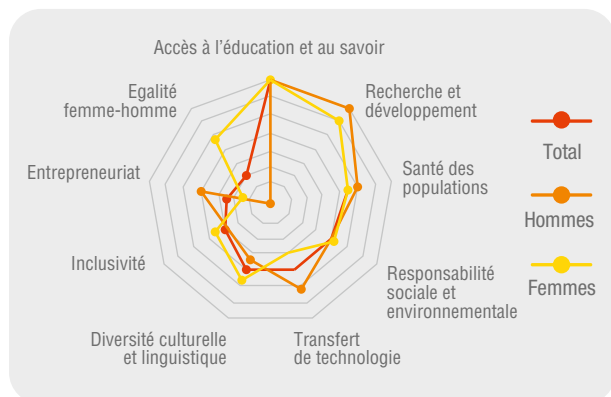 Accès à l'éducation et au savoir
Recherche et
développement
Santé des
populations
Responsabilité
sociale et
environnementale
Transfert
de technologie
Diversité culturelle
et linguistique
Inclusivité
Entrepreneuriat
Egalité
femme-homme
Total
Hommes
Femmes